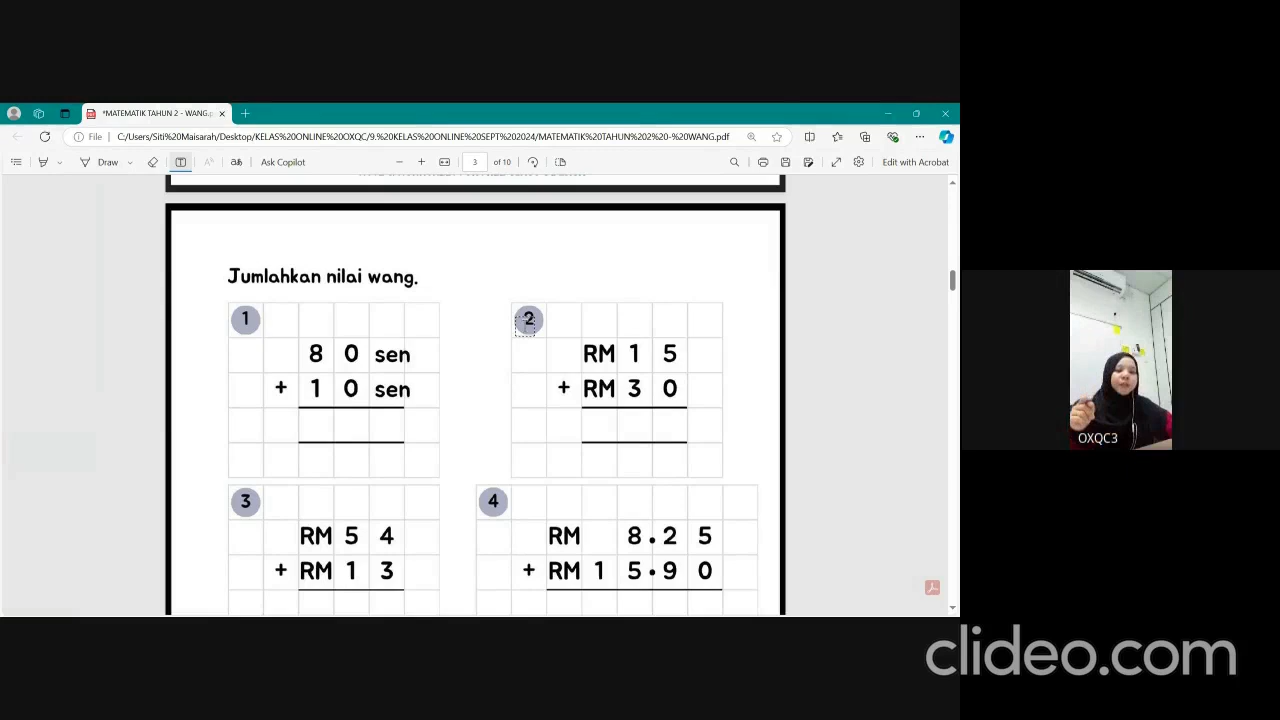 *MATEMATIK TAHUN 2 - WANG.p
File C:/Users/Siti%20Maisarah/Desktop/KELAS%20ONLINE%20OXQC/9.%20KELAS%20ONLINE%20SEPT%202024/MATEMATIK%20TAHUN%202%20-%20WANG.pdf
Draw Ask Copilot 3 of 10 Edit with Acrobat
Jumlahkan nilai wang.
1
8 0 sen
+ 1 0 sen
2
RM 1 5
+ RM 3 0
3
RM 5 4
+ RM 1 3
4
RM 8.2 5
+ RM 1 5.9 0
OXQC3
clideo.com